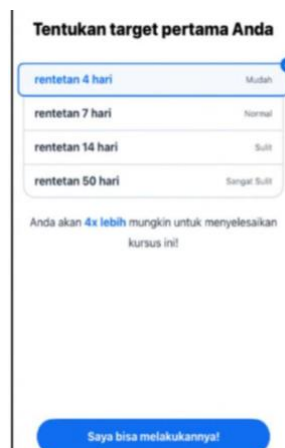 Tentukan target pertama Anda
rentetan 4 hari Mudah
rentetan 7 hari Normal
rentetan 14 hari Sulit
rentetan 50 hari Sangat Sulit
Anda akan 4x lebih mungkin untuk menyelesaikan
kursus ini!
Saya bisa melakukannya!